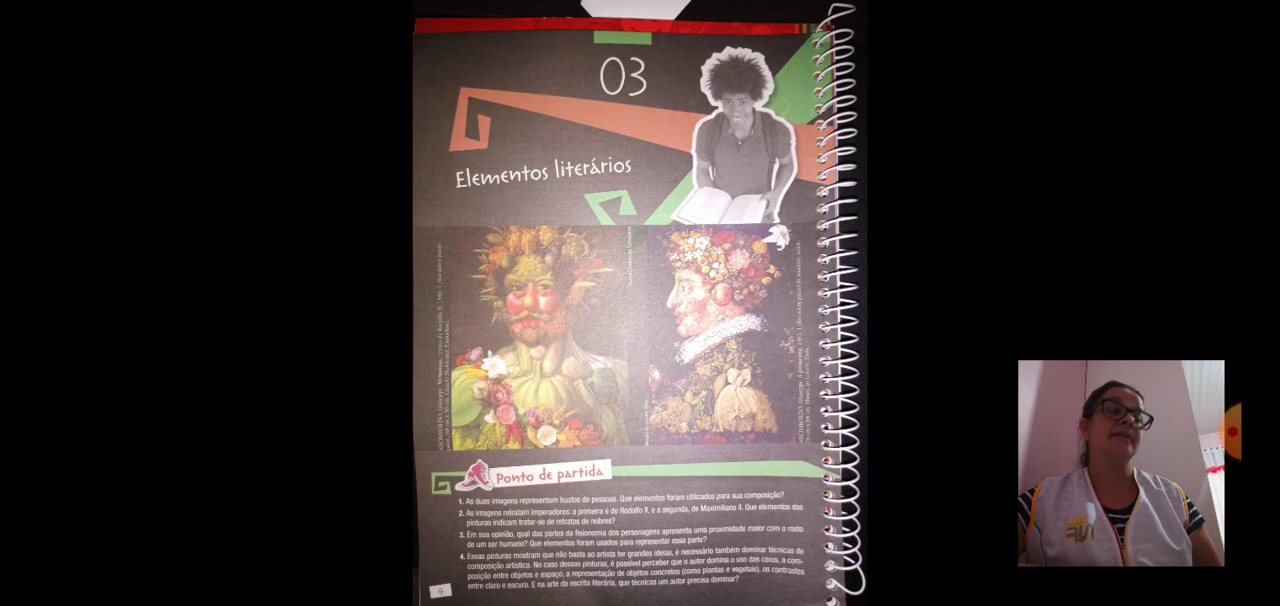 03
Elementos literários
Ponto de partida
1. As duas imagens representam bustos de pessoas. Que elementos foram utilizados para sua composição?
2. As imagens retratam imperadores: a primeira é de Rodolfo II, e a segunda, de Maximiliano II. Que elementos das
pinturas indicam tratar-se de retratos de nobres?
3. Em sua opinião, qual das partes da fisionomia dos personagens apresenta uma proximidade maior com o rosto
de um ser humano? Que elementos foram usados para representar essa parte?
4. Essas pinturas mostram que não basta ao artista ter grandes ideias, é necessário também dominar técnicas de
composição artística. No caso dessas pinturas, é possível perceber que o autor domina o uso das cores, a com-
posição entre objetos e espaço, a representação de objetos concretos (como plantas e vegetais), os contrastes
entre claro e escuro. E na arte da escrita literária, que técnicas um autor precisa dominar?
4